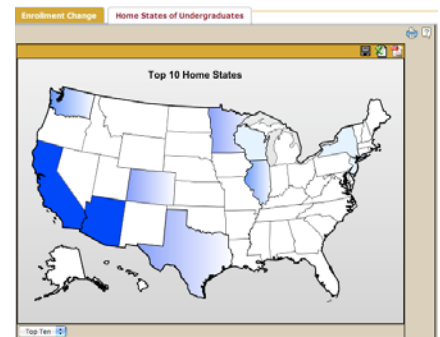 Enrollment Change Home States of Undergraduates
Top 10 Home States
Top Ten